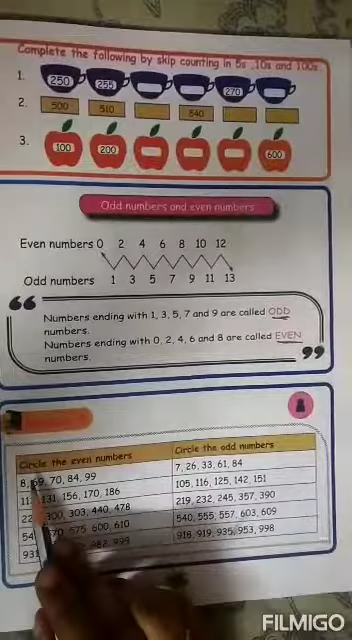 Complete the following by skip counting in 5s ,10s and 100s
1. 250 255 270
2. 500 510 540
3. 100 200 600
Odd numbers and even numbers
Even numbers 0 2 4 6 8 10 12
Odd numbers 1 3 5 7 9 11 13
Numbers ending with 1, 3, 5, 7 and 9 are called ODD
numbers.
Numbers ending with 0, 2, 4, 6 and 8 are called EVEN
numbers.
Circle the even numbers
8, 69, 70, 84, 99
131, 156, 170, 186
300, 303, 440, 478
575, 600, 610
931 999
Circle the odd numbers
7, 26, 33, 61, 84
105, 116, 125, 142, 151
219, 232, 245, 357, 390
540, 555, 557, 603, 609
918, 919, 935, 953, 998
FILMIGO